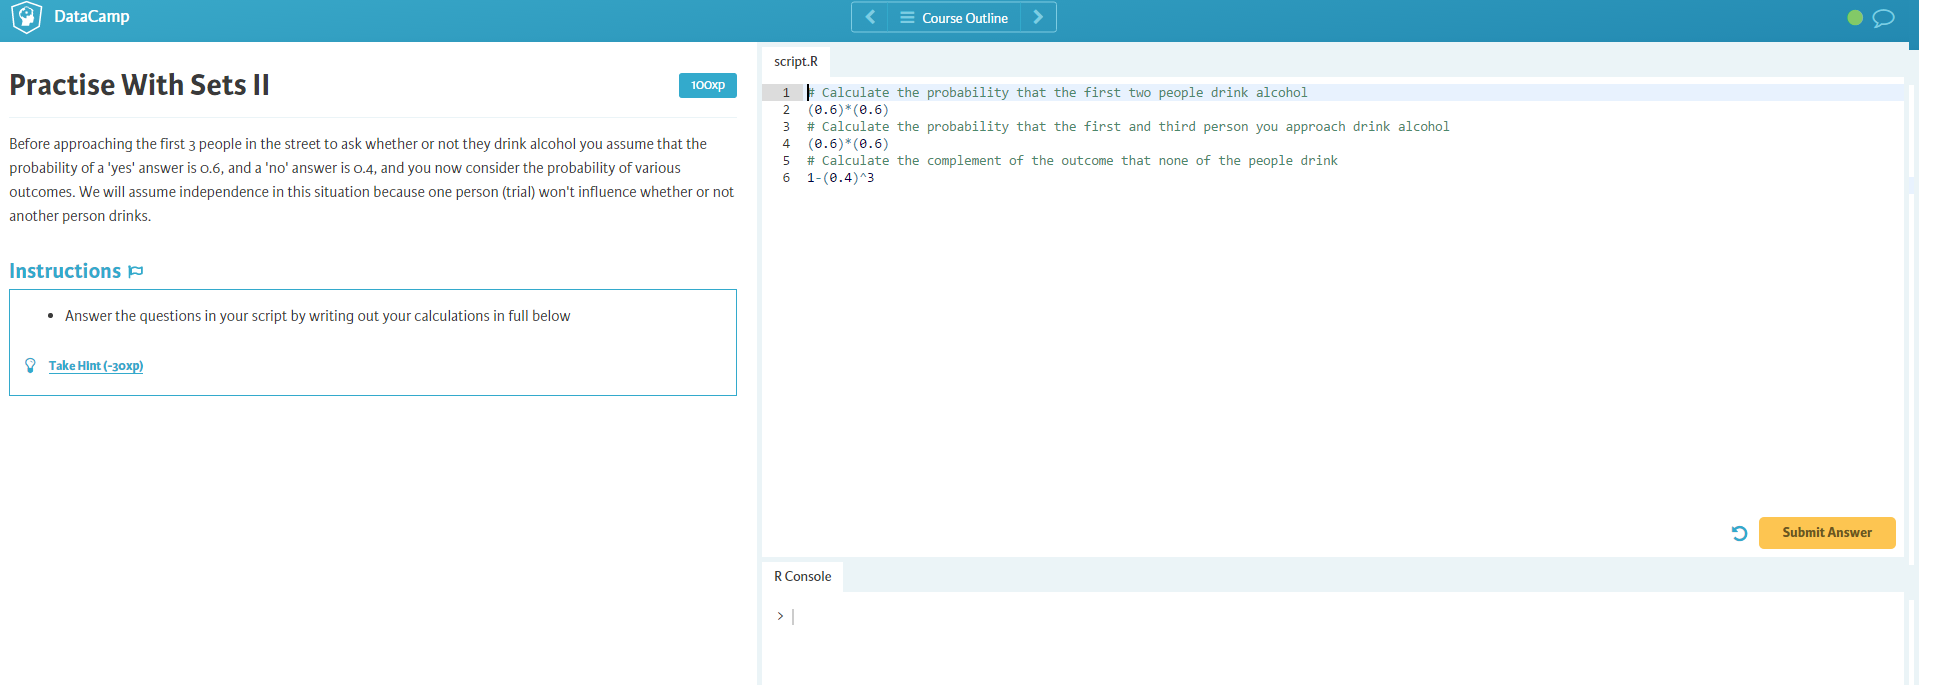 DataCamp
Course Outline
Practise With Sets II
100xp
Before approaching the first 3 people in the street to ask whether or not they drink alcohol you assume that the
probability of a 'yes' answer is 0.6, and a 'no' answer is 0.4, and you now consider the probability of various
outcomes. We will assume independence in this situation because one person (trial) won't influence whether or not
another person drinks.
Instructions
• Answer the questions in your script by writing out your calculations in full below
Take Hint (-30xp)
script.R
1 # Calculate the probability that the first two people drink alcohol
2 (0.6)*(0.6)
3 # Calculate the probability that the first and third person you approach drink alcohol
4 (0.6)*(0.6)
5 # Calculate the complement of the outcome that none of the people drink
6 1-(0.4)^3
Submit Answer
R Console
>